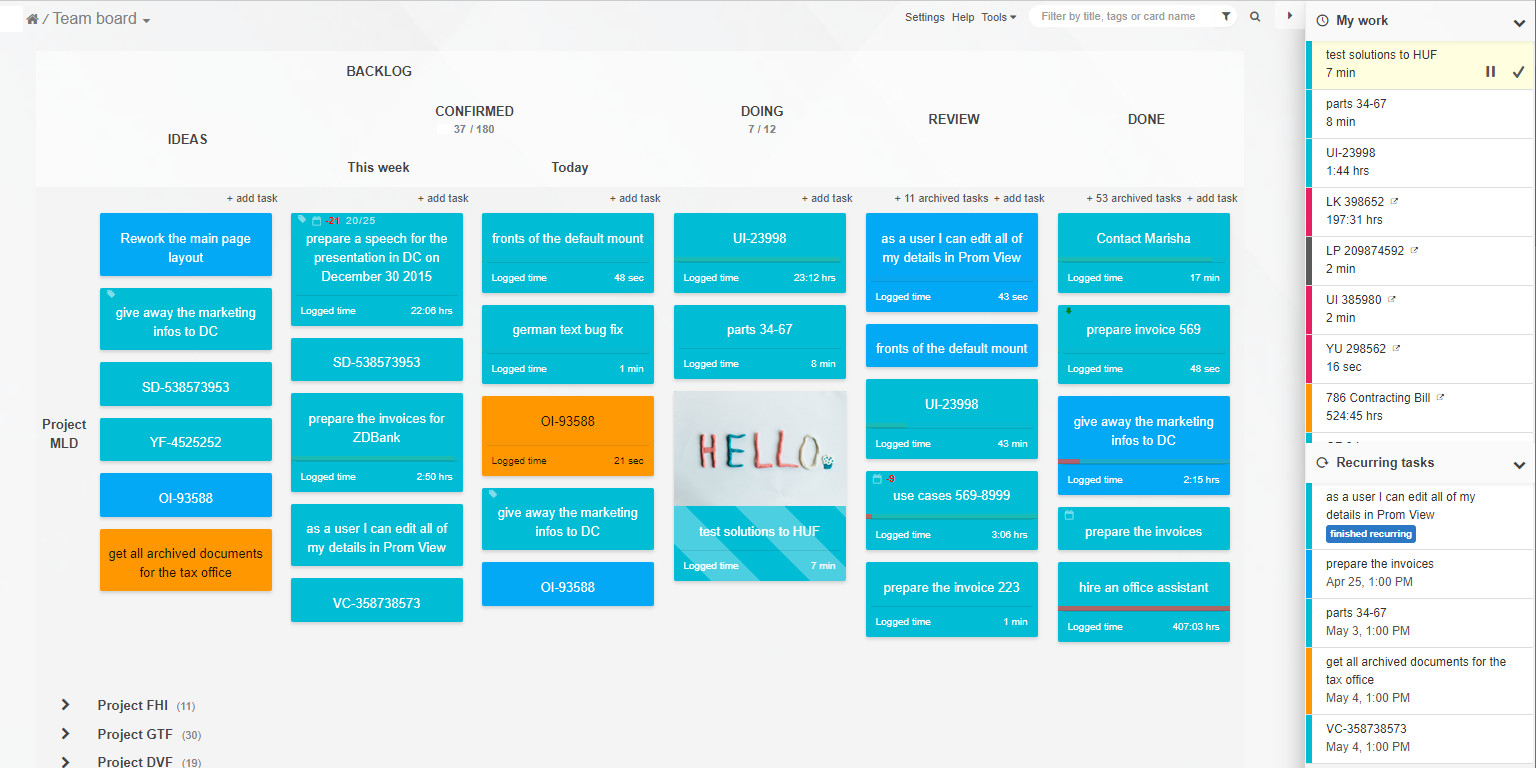 / Team board
Settings Help Tools
Filter by title, tags or card name
BACKLOG
CONFIRMED
37 / 180
DOING
7 / 12
REVIEW
DONE
IDEAS
This week
Today
+ add task
+ add task
+ add task
+ add task
+ 11 archived tasks + add task
+ 53 archived tasks + add task
Project
MLD
Rework the main page
layout
give away the marketing
infos to DC
SD-538573953
YF-4525252
OI-93588
get all archived documents
for the tax office
-21 20/25
prepare a speech for the
presentation in DC on
December 30 2015
Logged time 22:06 hrs
SD-538573953
prepare the invoices for
ZDBank
Logged time 2:50 hrs
as a user I can edit all of
my details in Prom View
VC-358738573
fronts of the default mount
Logged time 48 sec
german text bug fix
Logged time 1 min
OI-93588
Logged time 21 sec
give away the marketing
infos to DC
OI-93588
UI-23998
Logged time 23:12 hrs
parts 34-67
Logged time 8 min
HELLO
test solutions to HUF
Logged time 7 min
as a user I can edit all of
my details in Prom View
Logged time 43 sec
fronts of the default mount
UI-23998
Logged time 43 min
-9
use cases 569-8999
Logged time 3:06 hrs
prepare the invoice 223
Logged time 1 min
Contact Marisha
Logged time 17 min
prepare invoice 569
Logged time 48 sec
give away the marketing
infos to DC
Logged time 2:15 hrs
prepare the invoices
hire an office assistant
Logged time 407:03 hrs
Project FHI (11)
Project GTF (30)
Project DVF (19)
My work
test solutions to HUF
7 min
parts 34-67
8 min
UI-23998
1:44 hrs
LK 398652
197:31 hrs
LP 209874592
2 min
UI 385980
2 min
YU 298562
16 sec
786 Contracting Bill
524:45 hrs
Recurring tasks
as a user I can edit all of my
details in Prom View
finished recurring
prepare the invoices
Apr 25, 1:00 PM
parts 34-67
May 3, 1:00 PM
get all archived documents for the
tax office
May 4, 1:00 PM
VC-358738573
May 4, 1:00 PM